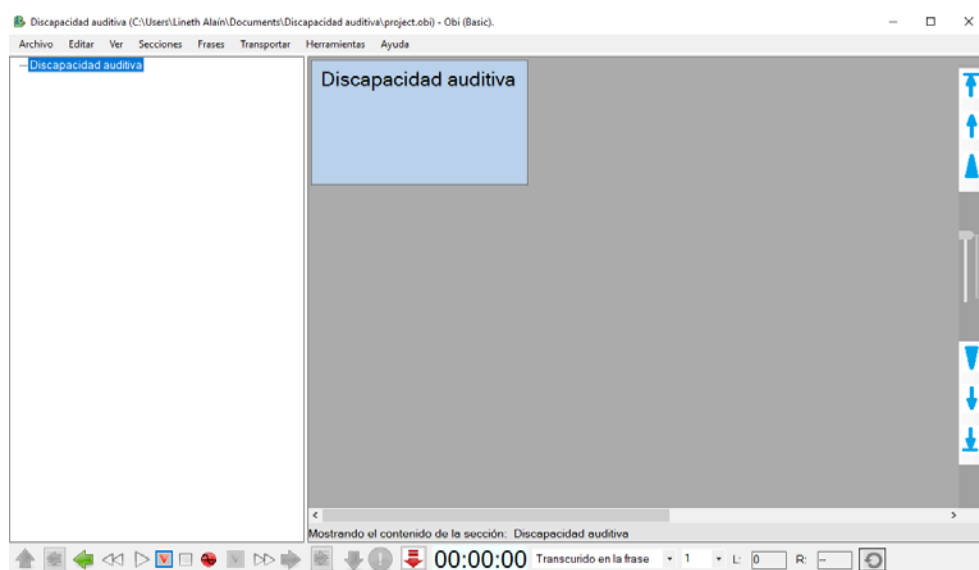 Discapacidad auditiva (C:\Users\Lineth Alaín\Documents\Discapacidad auditiva\project.obi) - Obi (Basic).
Archivo Editar Ver Secciones Frases Transportar Herramientas Ayuda
Discapacidad auditiva
Discapacidad auditiva
Mostrando el contenido de la sección: Discapacidad auditiva
00:00:00 Transcurrido en la frase 1 L: 0 R: --